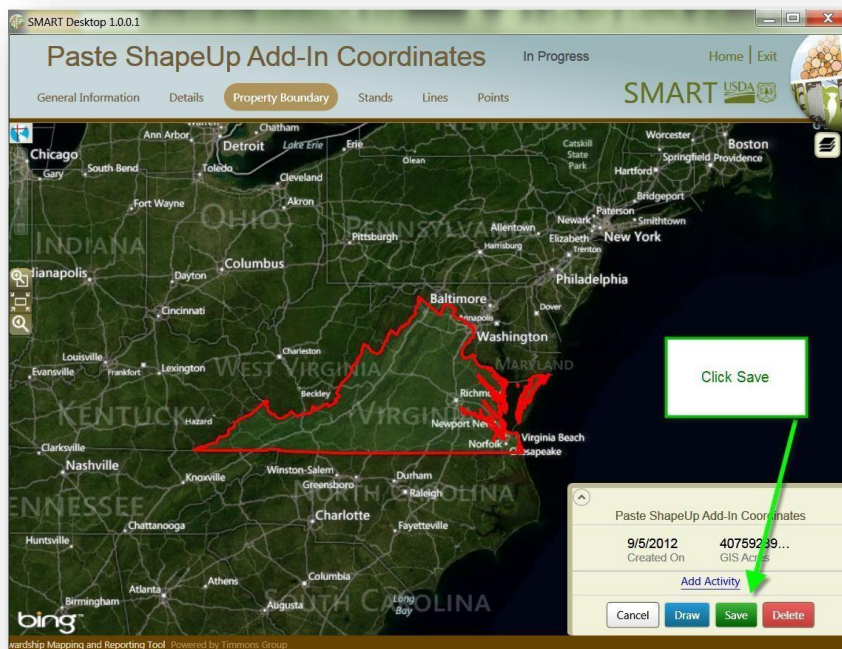 SMART Desktop 1.0.0.1
Paste ShapeUp Add-In Coordinates
In Progress
Home | Exit
General Information Details Property Boundary Stands Lines Points
SMART USDA
Ann Arbor
Chatham
Detroit
Lake Erie
Erie
Chicago
Gary
South Bend
Toledo
Cleveland
Olean
Catskill
State
Park
Worcester
Boston
Springfield
Providence
Hartford
Bridgeport
Fort Wayne
Akron
OHIO
PENNSYLVANIA
Paterson
Newark
Smithtown
Allentown
Elizabeth
New York
Pittsburgh
Harrisburg
Trenton
INDIANA
dianapolis
Dayton
Columbus
Philadelphia
Baltimore
Dover
Annapolis
Cincinnati
Washington
Louisville
Evansville
Frankfort
Lexington
Charleston
WEST VIRGINIA
MARYLAND
Beckley
Click Save
KENTUCKY
Hazard
VIRGINIA
Richmo
Newport Ne
Norfolk
Virginia Beach
Chesapeake
Clarksville
Nashville
Knoxville
Winston-Salem
Greensboro
Durham
Raleigh
NORTH CAROLINA
ENNESSEE
Chattanooga
Charlotte
Fayetteville
Huntsville
Paste ShapeUp Add-In Coordinates
9/5/2012 40759289...
Created On GIS Acres
Add Activity
Cancel Draw Save Delete
Columbia
Athens
Atlanta
Birmingham
Augusta
SOUTH CAROLINA
Long
Bay
bing
wardship Mapping and Reporting Tool Powered by Timmons Group